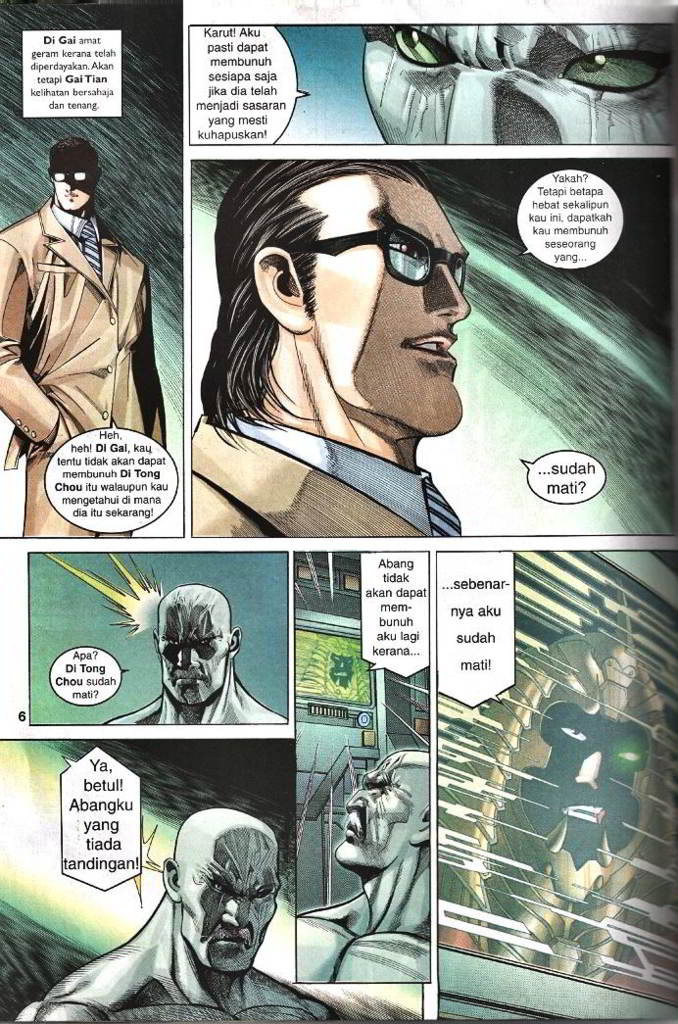 Di Gai amat
geram kerana telah
diperdayakan. Akan
tetapi Gai Tian
kelihatan bersahaja
dan tenang.
Heh,
heh! Di Gai, kau
tentu tidak akan dapat
membunuh Di Tong
Chou itu walaupun kau
mengetahui di mana
dia itu sekarang!
Karut! Aku
pasti dapat
membunuh
sesiapa saja
jika dia telah
menjadi sasaran
yang mesti
kuhapuskan!
Yakah?
Tetapi betapa
hebat sekalipun
kau ini, dapatkah
kau membunuh
seseorang
yang...
...sudah
mati?
Apa?
Di Tong
Chou sudah
mati?
6
Ya,
betul!
Abangku
yang
tiada
tandingan!
Abang
tidak
akan dapat
mem-
bunuh
aku lagi
kerana...
...sebenar-
nya aku
sudah
mati!